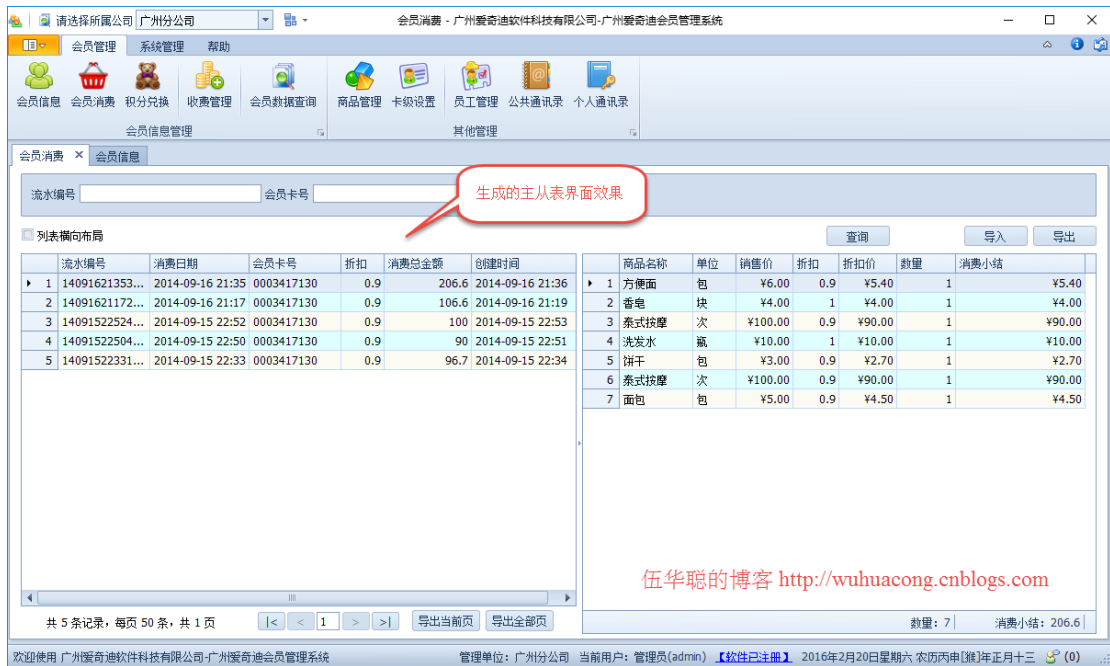 请选择所属公司 广州分公司 会员消费 - 广州爱奇迪软件科技有限公司-广州爱奇迪会员管理系统
会员管理 系统管理 帮助
会员信息 会员消费 积分兑换 收费管理 会员数据查询 商品管理 卡级设置 员工管理 公共通讯录 个人通讯录
会员信息管理 其他管理
会员消费 会员信息
流水编号 会员卡号
生成的主从表界面效果
列表横向布局 查询 导入 导出
流水编号 消费日期 会员卡号 折扣 消费总金额 创建时间
1 14091621353... 2014-09-16 21:35 0003417130 0.9 206.6 2014-09-16 21:36
2 14091621172... 2014-09-16 21:17 0003417130 0.9 106.6 2014-09-16 21:19
3 14091522524... 2014-09-15 22:52 0003417130 0.9 100 2014-09-15 22:53
4 14091522504... 2014-09-15 22:50 0003417130 0.9 90 2014-09-15 22:51
5 14091522331... 2014-09-15 22:33 0003417130 0.9 96.7 2014-09-15 22:34
商品名称 单位 销售价 折扣 折扣价 数量 消费小结
1 方便面 包 ¥6.00 0.9 ¥5.40 1 ¥5.40
2 香皂 块 ¥4.00 1 ¥4.00 1 ¥4.00
3 泰式按摩 次 ¥100.00 0.9 ¥90.00 1 ¥90.00
4 洗发水 瓶 ¥10.00 1 ¥10.00 1 ¥10.00
5 饼干 包 ¥3.00 0.9 ¥2.70 1 ¥2.70
6 泰式按摩 次 ¥100.00 0.9 ¥90.00 1 ¥90.00
7 面包 包 ¥5.00 0.9 ¥4.50 1 ¥4.50
伍华聪的博客 http://wuhuacong.cnblogs.com
共 5 条记录，每页 50 条，共 1 页 |< < 1 > >| 导出当前页 导出全部页
数量: 7 消费小结: 206.6
欢迎使用 广州爱奇迪软件科技有限公司-广州爱奇迪会员管理系统 管理单位：广州分公司 当前用户：管理员(admin) 【软件已注册】 2016年2月20日星期六 农历丙申[猴]年正月十三 (0)